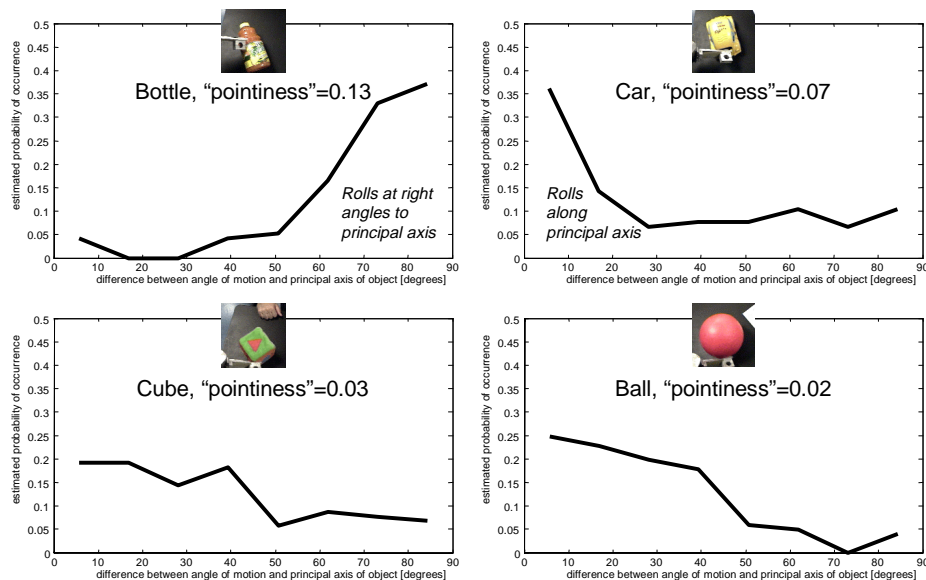 Bottle, “pointiness”=0.13
Rolls at right
angles to
principal axis
estimated probability of occurrence
0.5
0.45
0.4
0.35
0.3
0.25
0.2
0.15
0.1
0.05
0
0 10 20 30 40 50 60 70 80 90
difference between angle of motion and principal axis of object [degrees]
Car, “pointiness”=0.07
Rolls
along
principal axis
estimated probability of occurrence
0.5
0.45
0.4
0.35
0.3
0.25
0.2
0.15
0.1
0.05
0
0 10 20 30 40 50 60 70 80 90
difference between angle of motion and principal axis of object [degrees]
Cube, “pointiness”=0.03
estimated probability of occurrence
0.5
0.45
0.4
0.35
0.3
0.25
0.2
0.15
0.1
0.05
0
0 10 20 30 40 50 60 70 80 90
difference between angle of motion and principal axis of object [degrees]
Ball, “pointiness”=0.02
estimated probability of occurrence
0.5
0.45
0.4
0.35
0.3
0.25
0.2
0.15
0.1
0.05
0
0 10 20 30 40 50 60 70 80 90
difference between angle of motion and principal axis of object [degrees]